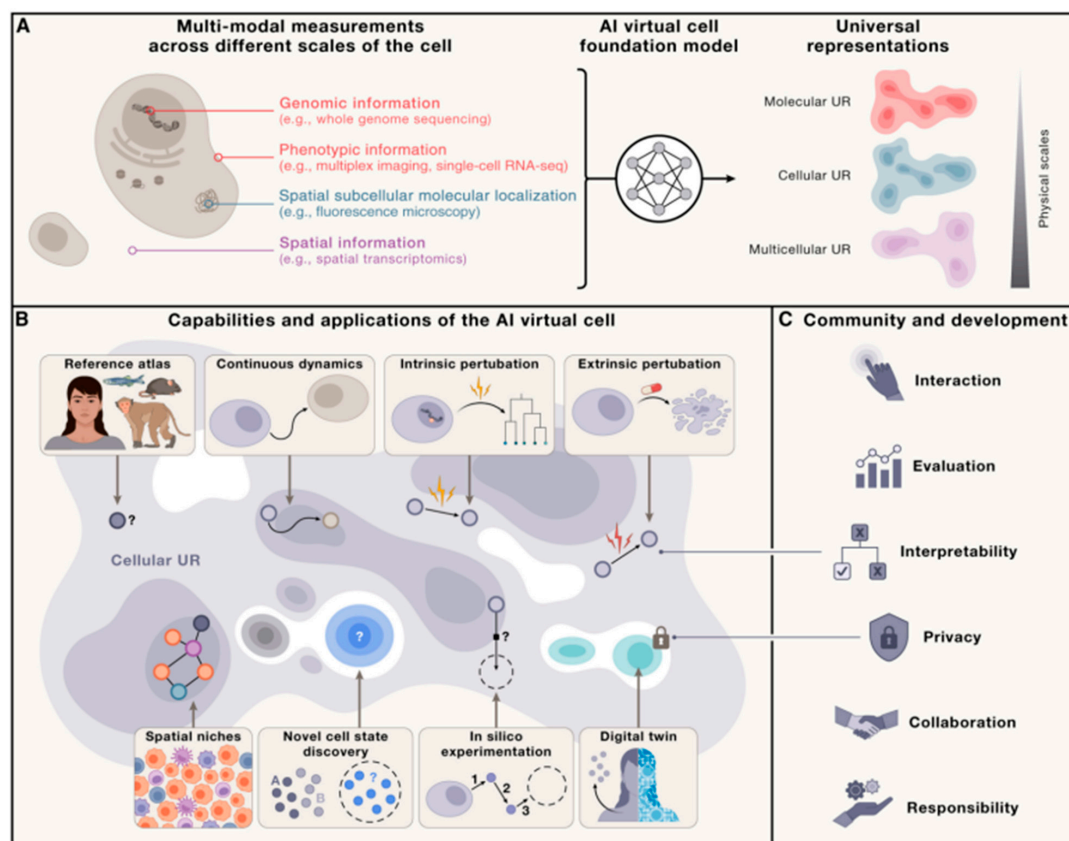 A
Multi-modal measurements
across different scales of the cell
AI virtual cell
foundation model
Universal
representations
Genomic information
(e.g., whole genome sequencing)
Phenotypic information
(e.g., multiplex imaging, single-cell RNA-seq)
Spatial subcellular molecular localization
(e.g., fluorescence microscopy)
Spatial information
(e.g., spatial transcriptomics)
Molecular UR
Cellular UR
Multicellular UR
Physical scales
B
Capabilities and applications of the AI virtual cell
Reference atlas
Continuous dynamics
Intrinsic pertubation
Extrinsic pertubation
?
Cellular UR
?
?
Spatial niches
Novel cell state
discovery
A
B
?
In silico
experimentation
1
2
3
Digital twin
C
Community and development
Interaction
Evaluation
X
X
Interpretability
Privacy
Collaboration
Responsibility